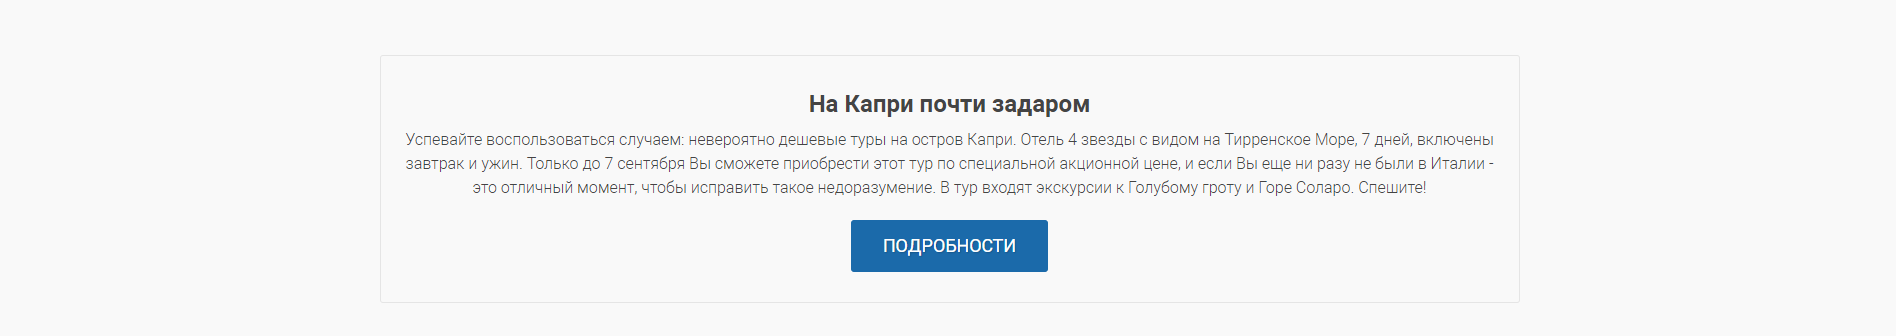 На Капри почти задаром
Успевайте воспользоваться случаем: невероятно дешевые туры на остров Капри. Отель 4 звезды с видом на Тирренское Море, 7 дней, включены
завтрак и ужин. Только до 7 сентября Вы сможете приобрести этот тур по специальной акционной цене, и если Вы еще ни разу не были в Италии -
это отличный момент, чтобы исправить такое недоразумение. В тур входят экскурсии к Голубому гроту и Горе Соларо. Спешите!
ПОДРОБНОСТИ